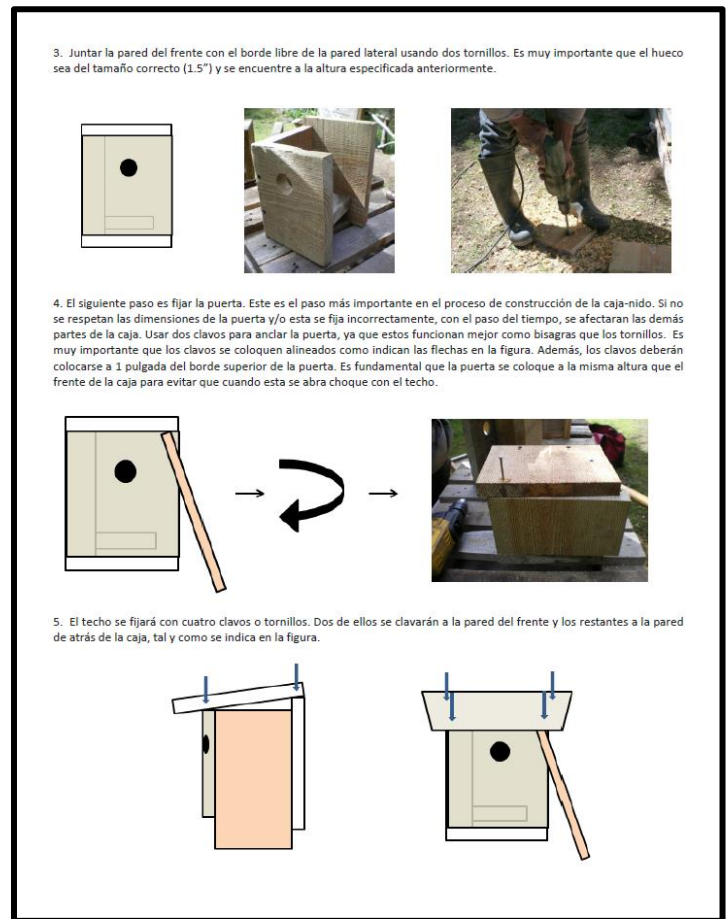 3. Juntar la pared del frente con el borde libre de la pared lateral usando dos tornillos. Es muy importante que el hueco
sea del tamaño correcto (1.5”) y se encuentre a la altura especificada anteriormente.
4. El siguiente paso es fijar la puerta. Este es el paso más importante en el proceso de construcción de la caja-nido. Si no
se respetan las dimensiones de la puerta y/o esta se fija incorrectamente, con el paso del tiempo, se afectaran las demás
partes de la caja. Usar dos clavos para anclar la puerta, ya que estos funcionan mejor como bisagras que los tornillos. Es
muy importante que los clavos se coloquen alineados como indican las flechas en la figura. Además, los clavos deberán
colocarse a 1 pulgada del borde superior de la puerta. Es fundamental que la puerta se coloque a la misma altura que el
frente de la caja para evitar que cuando esta se abra choque con el techo.
5. El techo se fijará con cuatro clavos o tornillos. Dos de ellos se clavarán a la pared del frente y los restantes a la pared
de atrás de la caja, tal y como se indica en la figura.